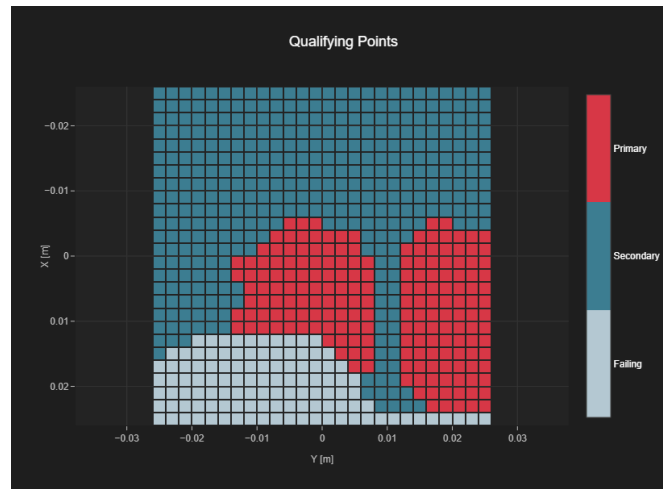 Qualifying Points
−0.02
−0.01
0
0.01
0.02
X [m]
−0.03
−0.02
−0.01
0
0.01
0.02
0.03
Y [m]
Primary
Secondary
Failing